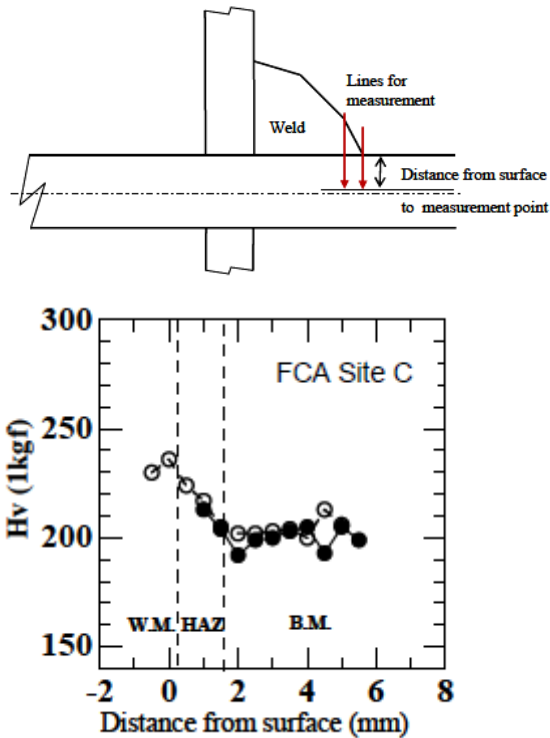 Lines for
measurement
Weld
Distance from surface
to measurement point
300
250
200
150
Hv (1kgf)
FCA Site C
W.M. HAZ B.M.
-2 0 2 4 6 8
Distance from surface (mm)